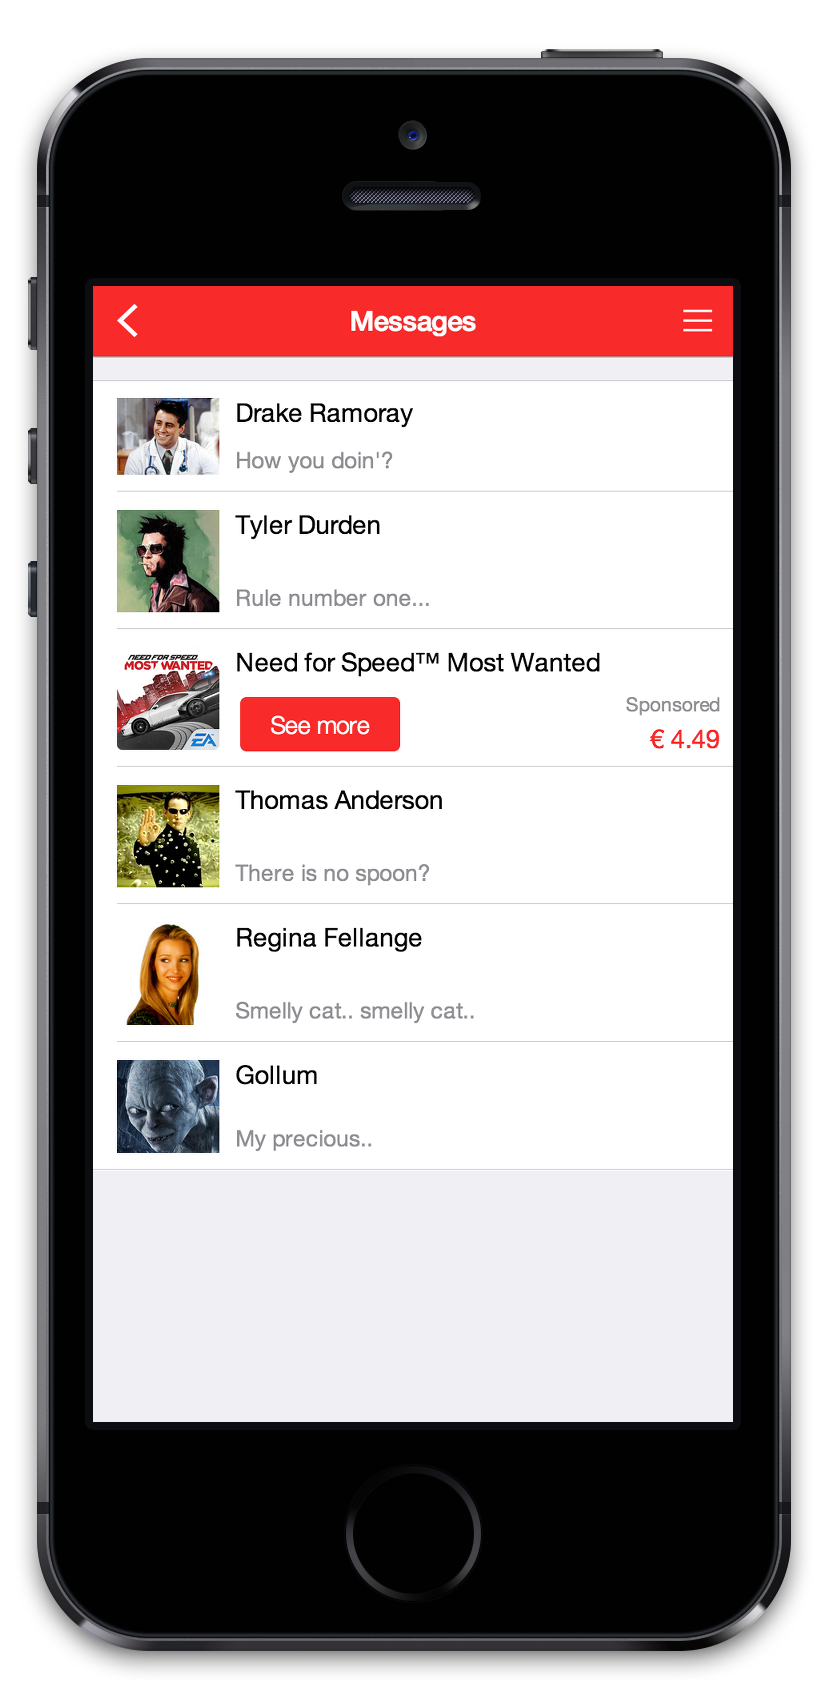 Messages
Drake Ramoray
How you doin'?
Tyler Durden
Rule number one...
NEED FOR SPEED
MOST WANTED
EA
Need for Speed™ Most Wanted
See more
Sponsored
€ 4.49
Thomas Anderson
There is no spoon?
Regina Fellange
Smelly cat.. smelly cat..
Gollum
My precious..